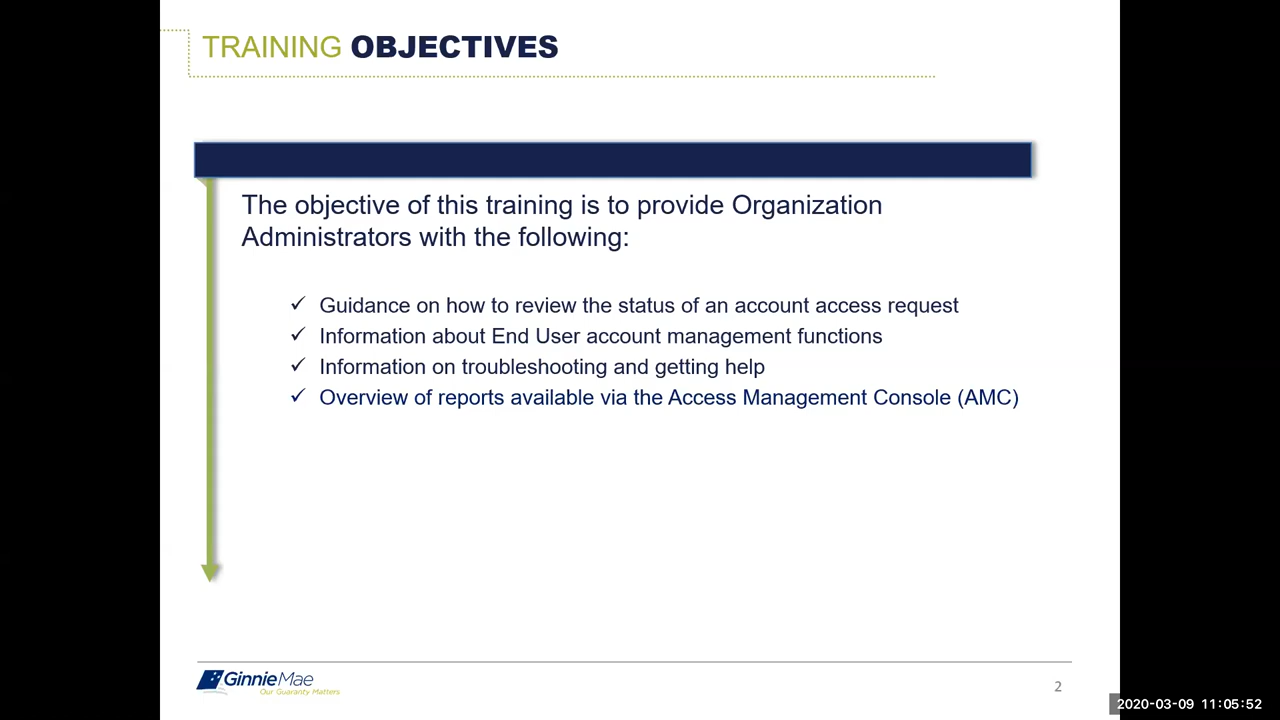 TRAINING OBJECTIVES
The objective of this training is to provide Organization
Administrators with the following:
✓ Guidance on how to review the status of an account access request
✓ Information about End User account management functions
✓ Information on troubleshooting and getting help
✓ Overview of reports available via the Access Management Console (AMC)
GinnieMae
Our Guaranty Matters
2
2020-03-09 11:05:52